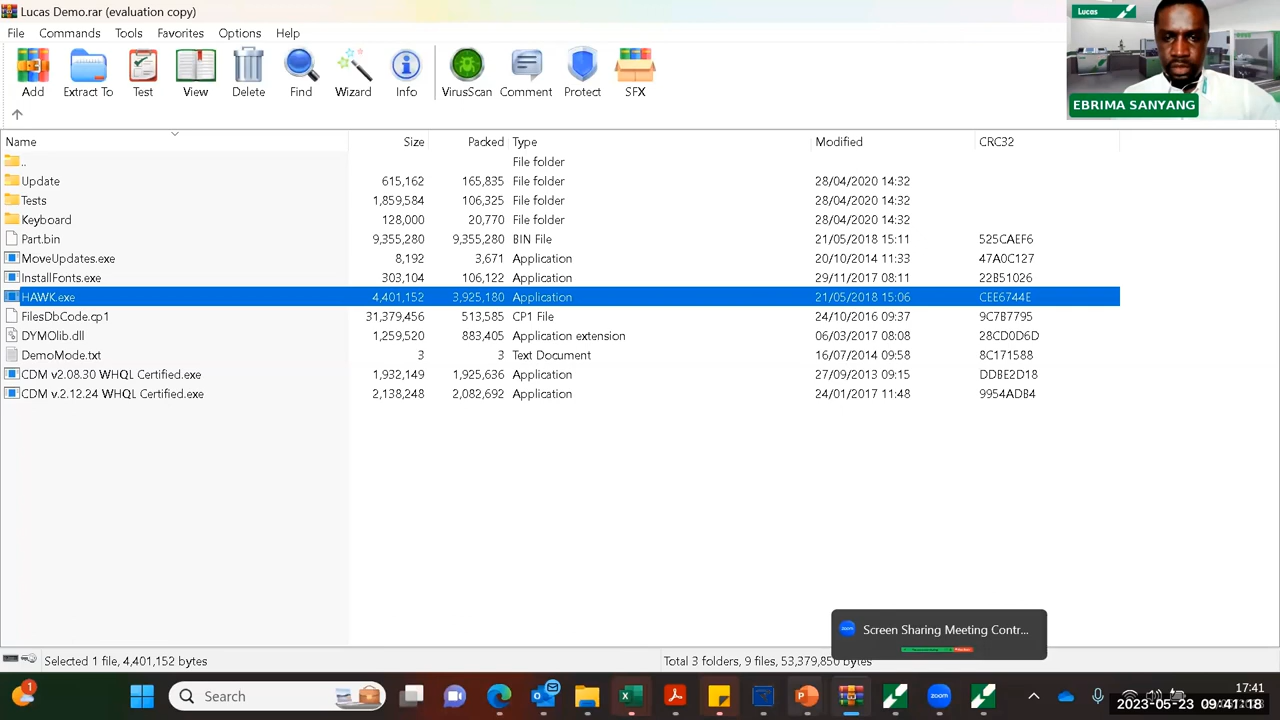 Lucas Demo.rar (evaluation copy)
File Commands Tools Favorites Options Help
Add Extract To Test View Delete Find Wizard Info VirusScan Comment Protect SFX
Lucas
EBRIMA SANYANG
Name Size Packed Type Modified CRC32
.. File folder
Update 615,162 165,835 File folder 28/04/2020 14:32
Tests 1,859,584 106,325 File folder 28/04/2020 14:32
Keyboard 128,000 20,770 File folder 28/04/2020 14:32
Part.bin 9,355,280 9,355,280 BIN File 21/05/2018 15:11 525CAEF6
MoveUpdates.exe 8,192 3,671 Application 20/10/2014 11:33 47A0C127
InstallFonts.exe 303,104 106,122 Application 29/11/2017 08:11 22B51026
HAWK.exe 4,401,152 3,925,180 Application 21/05/2018 15:06 CEE6744E
FilesDbCode.cp1 31,379,456 513,585 CP1 File 24/10/2016 09:37 9C7B7795
DYMOlib.dll 1,259,520 883,405 Application extension 06/03/2017 08:08 28CD0D6D
DemoMode.txt 3 3 Text Document 16/07/2014 09:58 8C171588
CDM v2.08.30 WHQL Certified.exe 1,932,149 1,925,636 Application 27/09/2013 09:15 DDBE2D18
CDM v.2.12.24 WHQL Certified.exe 2,138,248 2,082,692 Application 24/01/2017 11:48 9954ADB4
zoom Screen Sharing Meeting Contr...
Selected 1 file, 4,401,152 bytes Total 3 folders, 9 files, 53,379,850 bytes
1 Search zoom 17:41
2023-05-23 09:41:18